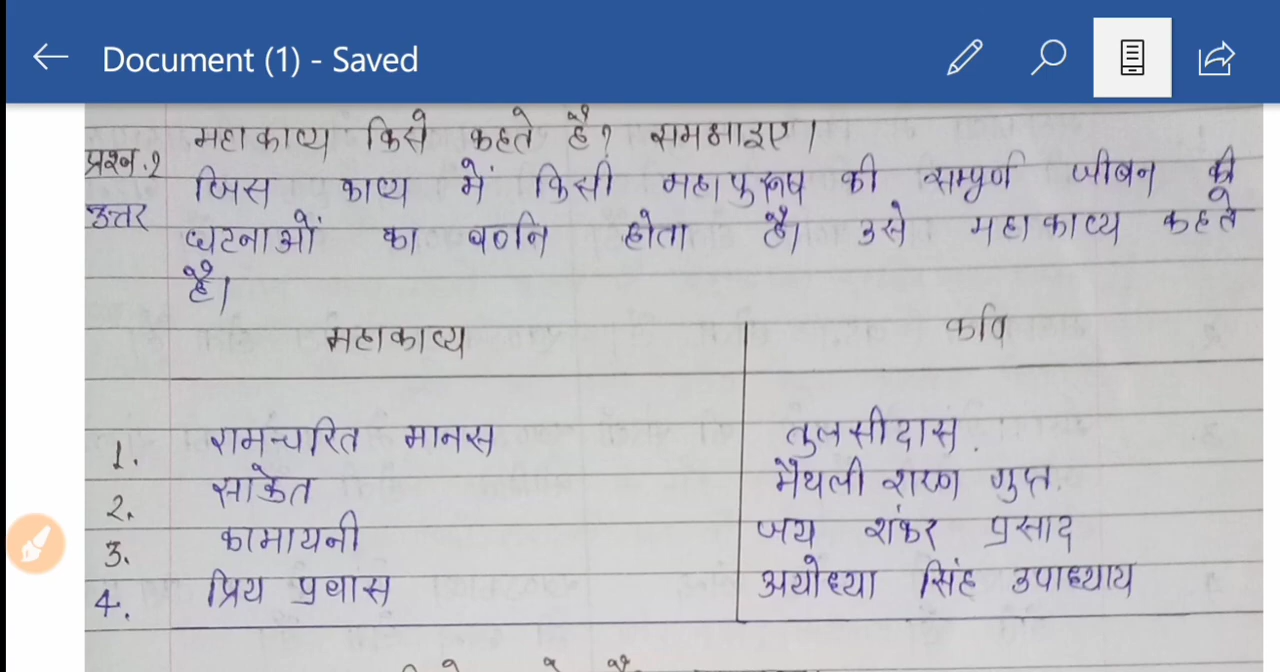 Document (1) - Saved
महाकाव्य किसे कहते है? समझाइए।
प्रश्न.1
जिस काव्य में किसी महापुरूष की सम्पूर्ण जीवन की
उत्तर
घटनाओं का वर्णन होता है। उसे महाकाव्य कहते
है।
महाकाव्य कवि
1. रामचरित मानस तुलसीदास.
2. साकेत मैथली शरण गुप्त.
3. कामायनी जय शंकर प्रसाद
4. प्रिय प्रवास अयोध्या सिंह उपाध्याय